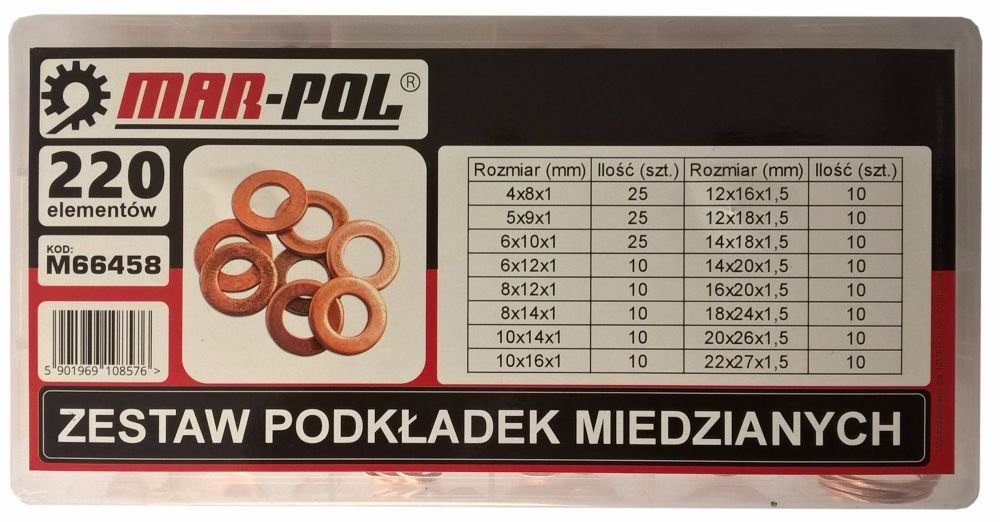 MAR-POL®
220
elementów
KOD:
M66458
5 901969 108576 >
Rozmiar (mm) Ilość (szt.) Rozmiar (mm) Ilość (szt.)
4x8x1 25 12x16x1,5 10
5x9x1 25 12x18x1,5 10
6x10x1 25 14x18x1,5 10
6x12x1 10 14x20x1,5 10
8x12x1 10 16x20x1,5 10
8x14x1 10 18x24x1,5 10
10x14x1 10 20x26x1,5 10
10x16x1 10 22x27x1,5 10
ZESTAW PODKŁADEK MIEDZIANYCH